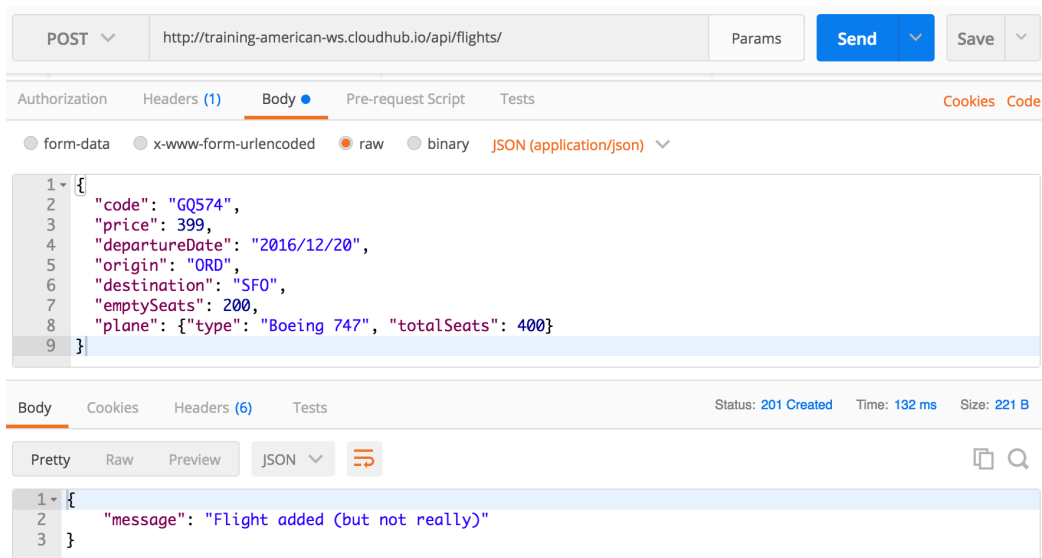 POST http://training-american-ws.cloudhub.io/api/flights/ Params Send Save
Authorization Headers (1) Body Pre-request Script Tests Cookies Code
form-data x-www-form-urlencoded raw binary JSON (application/json)
1 {
2 "code": "GQ574",
3 "price": 399,
4 "departureDate": "2016/12/20",
5 "origin": "ORD",
6 "destination": "SFO",
7 "emptySeats": 200,
8 "plane": {"type": "Boeing 747", "totalSeats": 400}
9 }
Body Cookies Headers (6) Tests Status: 201 Created Time: 132 ms Size: 221 B
Pretty Raw Preview JSON
1 {
2 "message": "Flight added (but not really)"
3 }